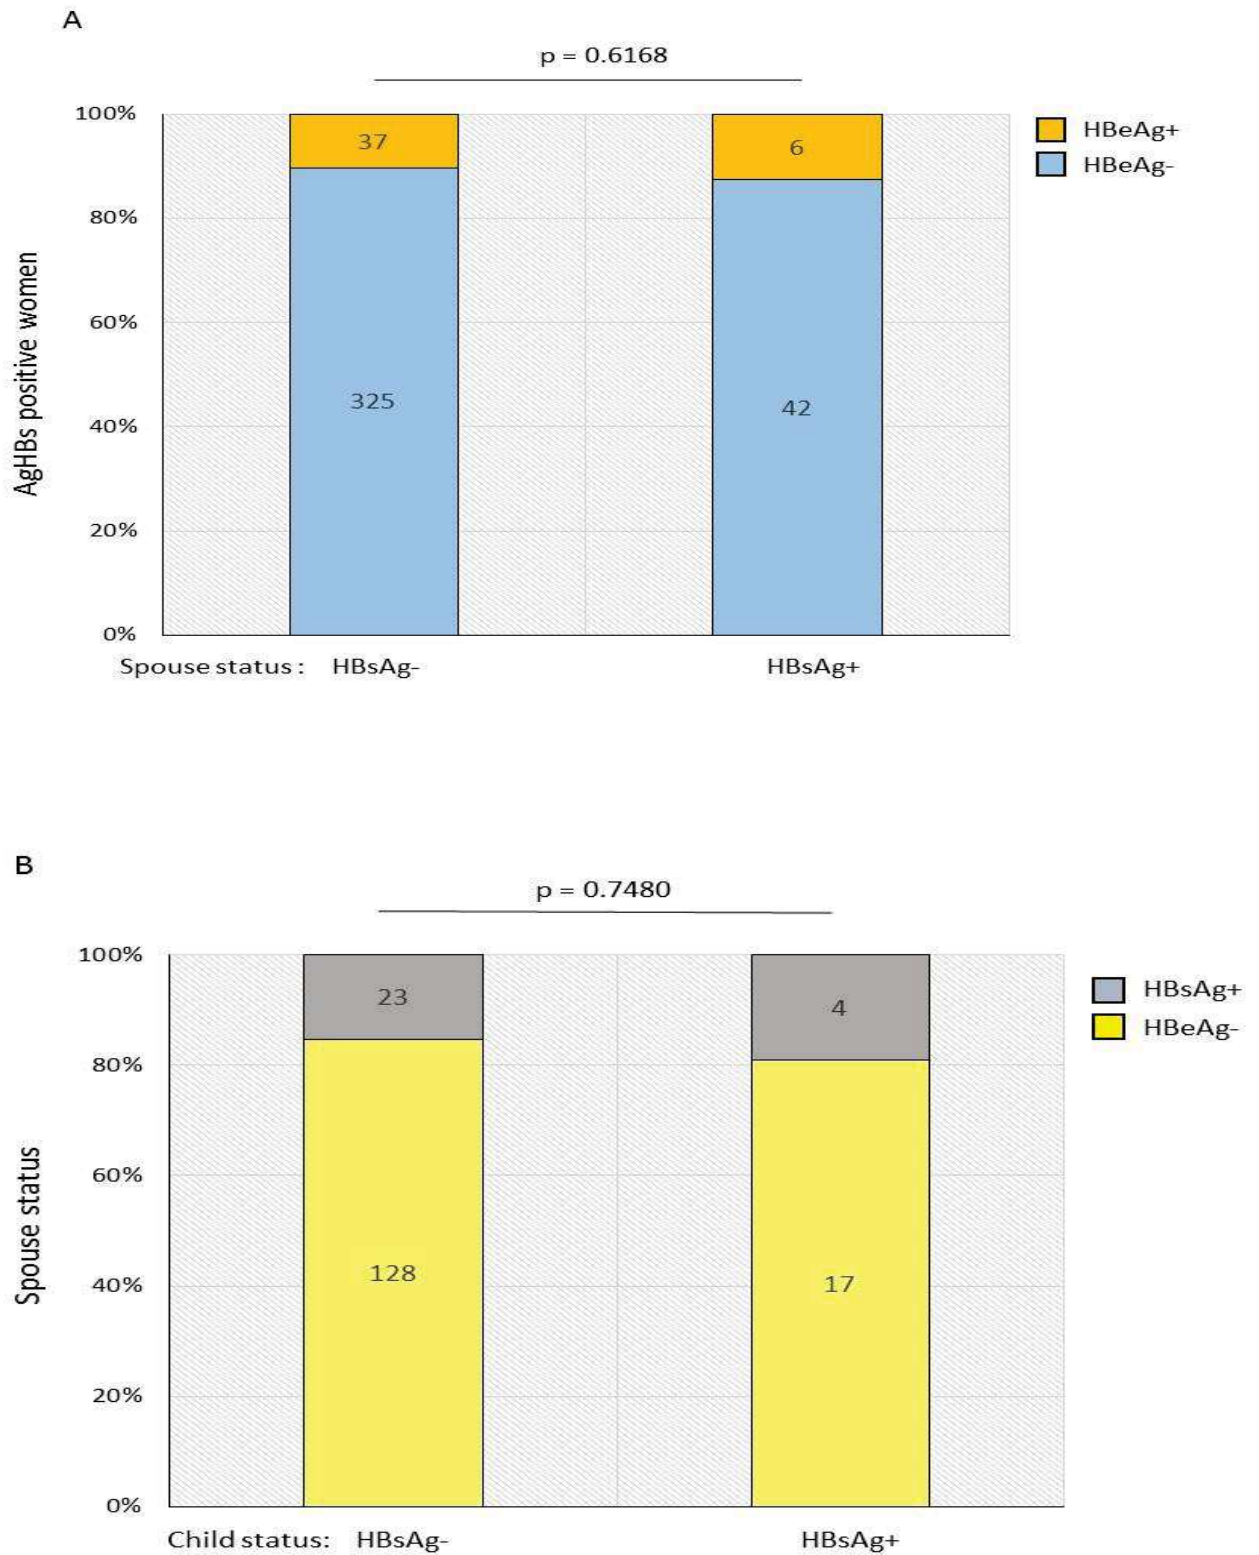 A
p = 0.6168
100%
80%
60%
40%
20%
0%
AgHBs positive women
37
6
325
42
HBeAg+
HBeAg-
Spouse status : HBsAg- HBsAg+
B
p = 0.7480
100%
80%
60%
40%
20%
0%
Spouse status
23
4
128
17
HBsAg+
HBeAg-
Child status: HBsAg- HBsAg+